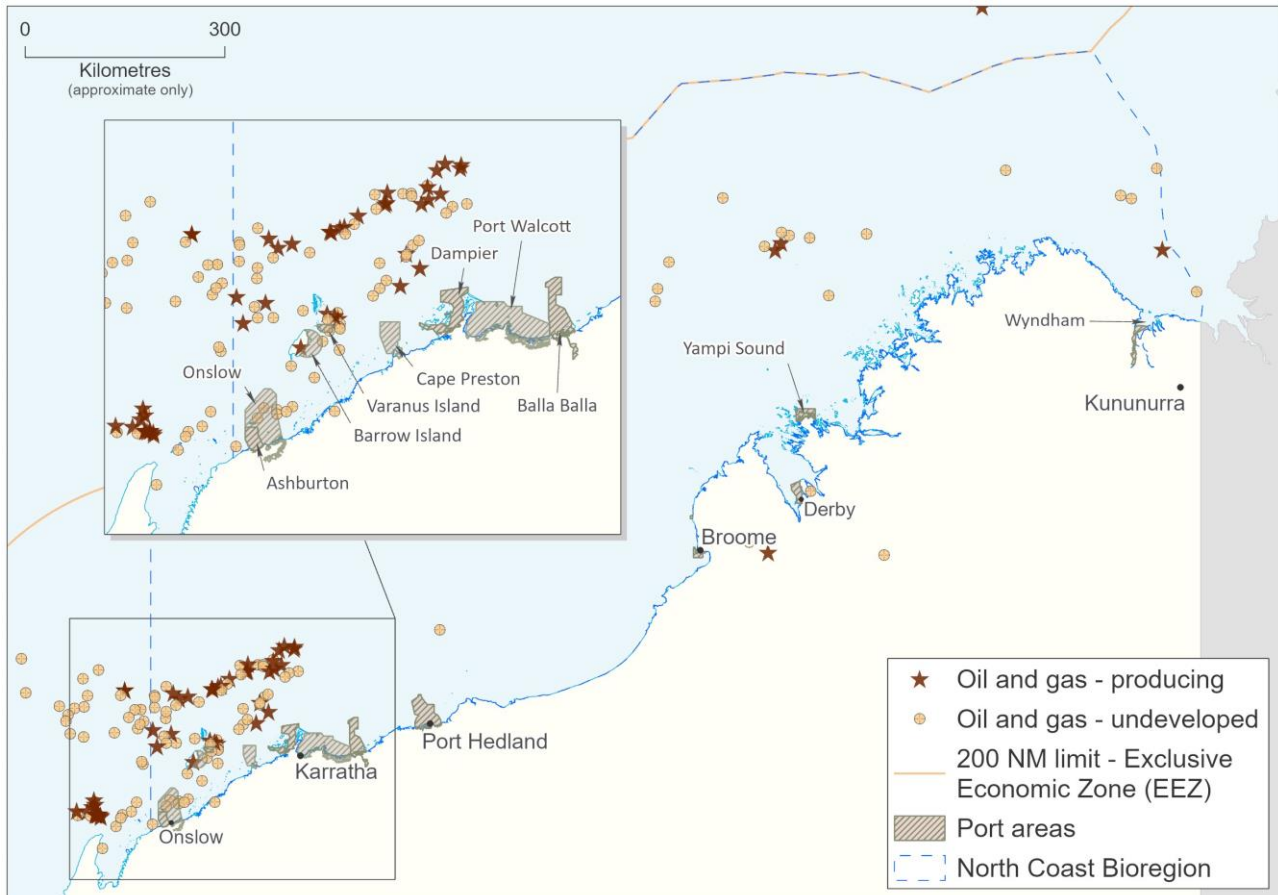 0 300
Kilometres
(approximate only)
Port Walcott
Dampier
Onslow
Cape Preston
Varanus Island
Balla Balla
Barrow Island
Ashburton
Wyndham
Yampi Sound
Kununurra
Derby
Broome
Port Hedland
Karratha
Onslow
Oil and gas - producing
Oil and gas - undeveloped
200 NM limit - Exclusive
Economic Zone (EEZ)
Port areas
North Coast Bioregion